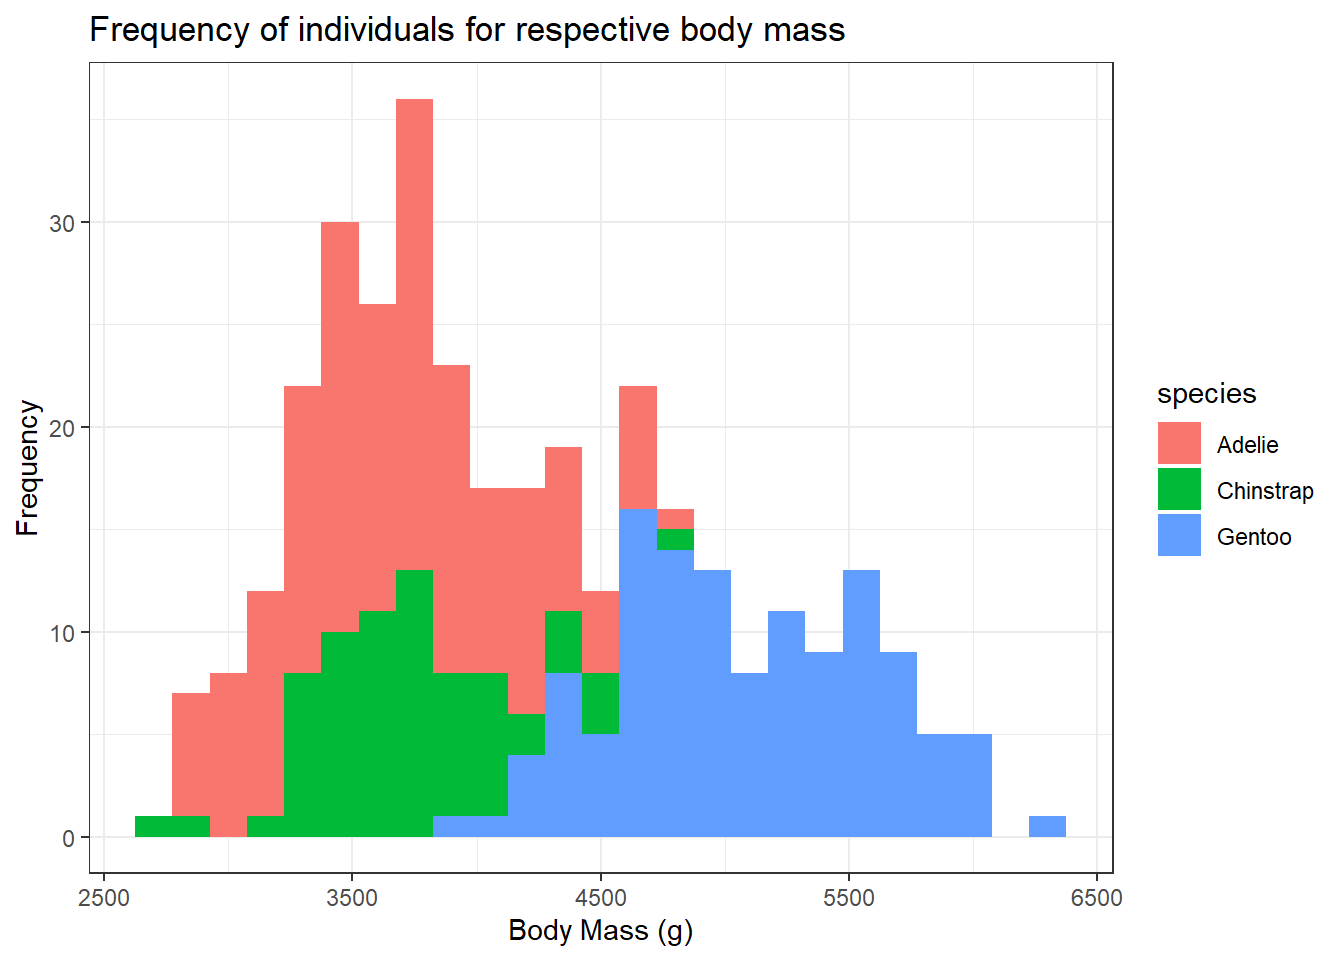 Frequency of individuals for respective body mass
30
20
10
0
Frequency
2500 3500 4500 5500 6500
Body Mass (g)
species
Adelie
Chinstrap
Gentoo